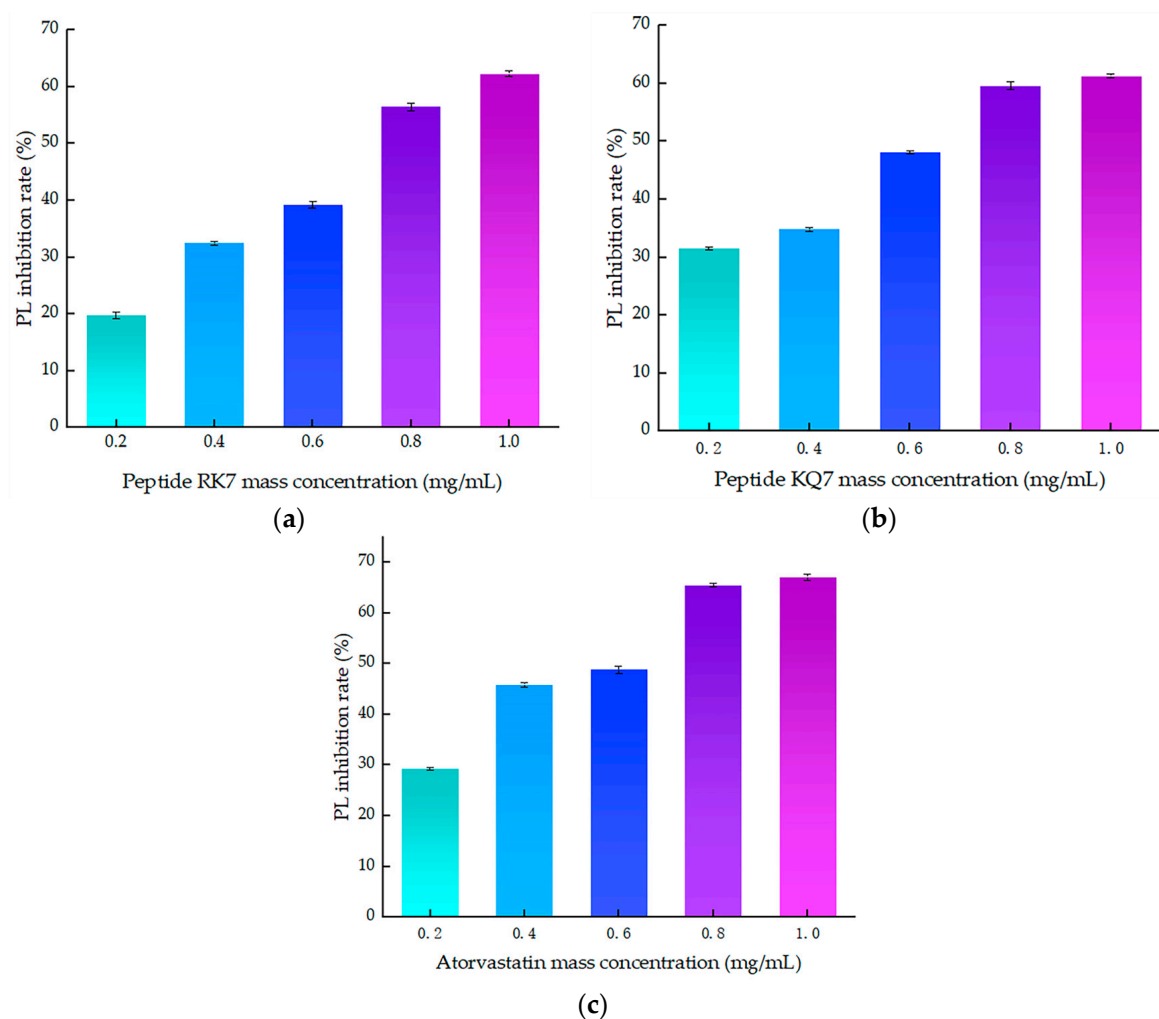 70
60
50
40
30
20
10
0
PL inhibition rate (%)
0.2 0.4 0.6 0.8 1.0
Peptide RK7 mass concentration (mg/mL)
(a)
70
60
50
40
30
20
10
0
PL inhibition rate (%)
0.2 0.4 0.6 0.8 1.0
Peptide KQ7 mass concentration (mg/mL)
(b)
70
60
50
40
30
20
10
0
PL inhibition rate (%)
0.2 0.4 0.6 0.8 1.0
Atorvastatin mass concentration (mg/mL)
(c)